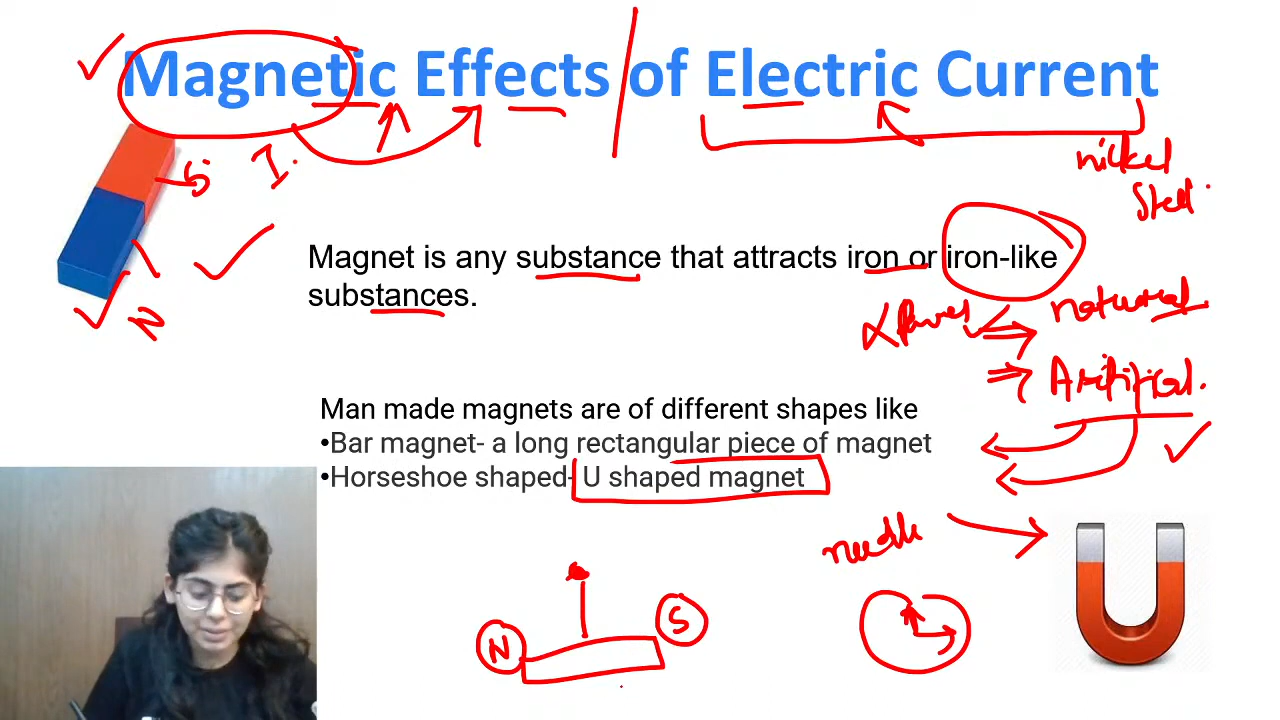 Magnetic Effects of Electric Current
nickel
Steel
S
I
N
Magnet is any substance that attracts iron or iron-like
substances.
natural
Artificial.
Man made magnets are of different shapes like
•Bar magnet- a long rectangular piece of magnet
•Horseshoe shaped- U shaped magnet
needle
N
S